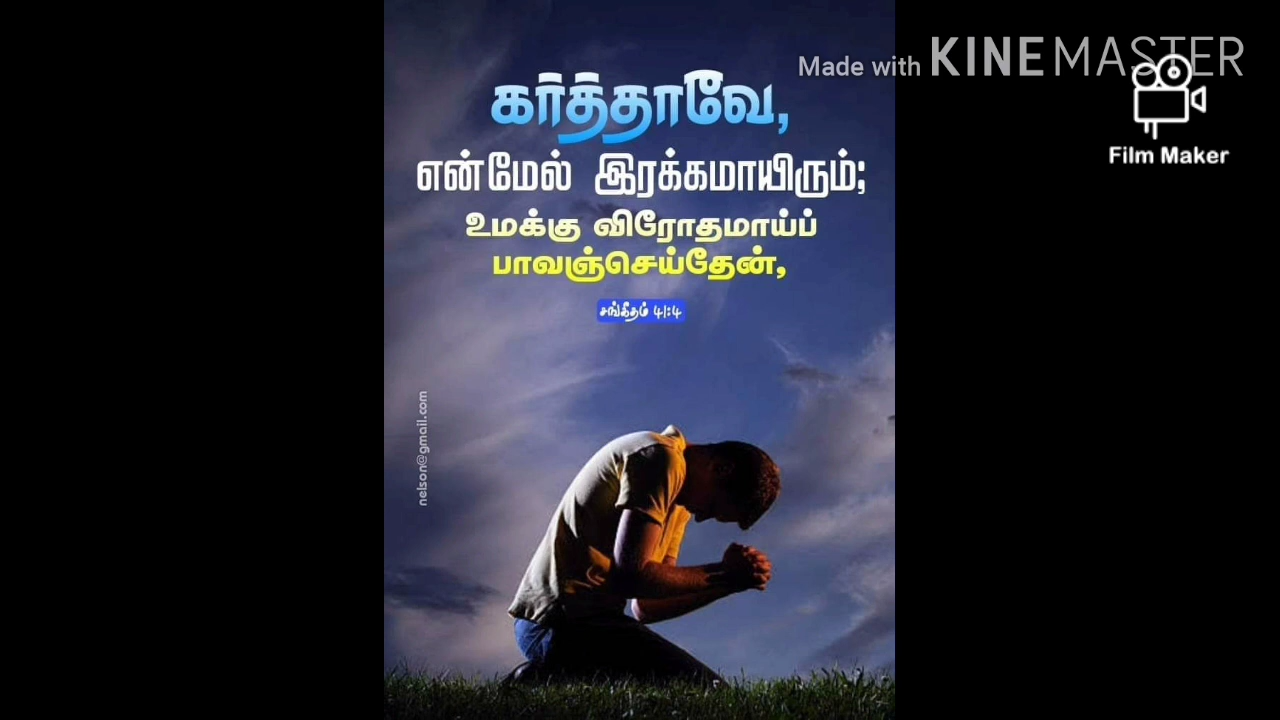 Made with KINEMASTER
Film Maker
கர்த்தாவே,
என்மேல் இரக்கமாயிரும்;
உமக்கு விரோதமாய்ப்
பாவஞ்செய்தேன்,
சங்கீதம் 41:4
nelson@gmail.com